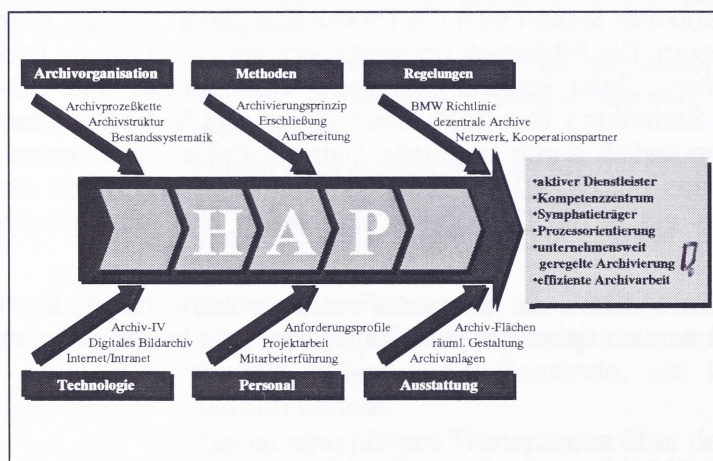 Archivorganisation
Methoden
Regelungen
Archivprozeßkette
Archivstruktur
Bestandssystematik
Archivierungsprinzip
Erschließung
Aufbereitung
BMW Richtlinie
dezentrale Archive
Netzwerk, Kooperationspartner
HAP
•aktiver Dienstleister
•Kompetenzzentrum
•Symphatieträger
•Prozessorientierung
•unternehmensweit
geregelte Archivierung
•effiziente Archivarbeit
Archiv-IV
Digitales Bildarchiv
Internet/Intranet
Anforderungsprofile
Projektarbeit
Mitarbeiterführung
Archiv-Flächen
räuml. Gestaltung
Archivanlagen
Technologie
Personal
Ausstattung